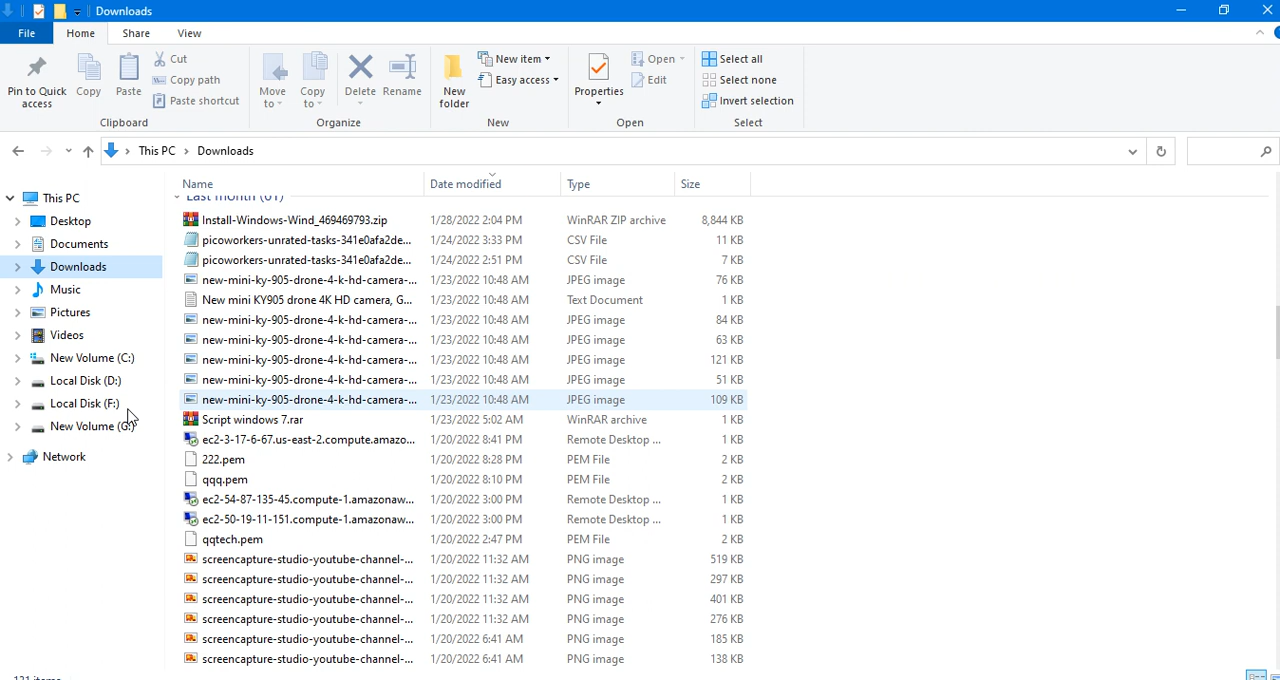 Downloads
File Home Share View
Pin to Quick access
Copy
Paste
Cut
Copy path
Paste shortcut
Clipboard
Move to
Copy to
Delete
Rename
Organize
New folder
New item
Easy access
New
Properties
Open
Edit
Open
Select all
Select none
Invert selection
Select
This PC Downloads
Name Date modified Type Size
This PC
Desktop
Documents
Downloads
Music
Pictures
Videos
New Volume (C:)
Local Disk (D:)
Local Disk (F:)
New Volume (G:)
Network
Last month (61)
Install-Windows-Wind_469469793.zip 1/28/2022 2:04 PM WinRAR ZIP archive 8,844 KB
picoworkers-unrated-tasks-341e0afa2de... 1/24/2022 3:33 PM CSV File 11 KB
picoworkers-unrated-tasks-341e0afa2de... 1/24/2022 2:51 PM CSV File 7 KB
new-mini-ky-905-drone-4-k-hd-camera-... 1/23/2022 10:48 AM JPEG image 76 KB
New mini KY905 drone 4K HD camera, G... 1/23/2022 10:48 AM Text Document 1 KB
new-mini-ky-905-drone-4-k-hd-camera-... 1/23/2022 10:48 AM JPEG image 84 KB
new-mini-ky-905-drone-4-k-hd-camera-... 1/23/2022 10:48 AM JPEG image 63 KB
new-mini-ky-905-drone-4-k-hd-camera-... 1/23/2022 10:48 AM JPEG image 121 KB
new-mini-ky-905-drone-4-k-hd-camera-... 1/23/2022 10:48 AM JPEG image 51 KB
new-mini-ky-905-drone-4-k-hd-camera-... 1/23/2022 10:48 AM JPEG image 109 KB
Script windows 7.rar 1/23/2022 5:02 AM WinRAR archive 1 KB
ec2-3-17-6-67.us-east-2.compute.amazo... 1/20/2022 8:41 PM Remote Desktop ... 1 KB
222.pem 1/20/2022 8:28 PM PEM File 2 KB
qqq.pem 1/20/2022 8:10 PM PEM File 2 KB
ec2-54-87-135-45.compute-1.amazonaw... 1/20/2022 3:00 PM Remote Desktop ... 1 KB
ec2-50-19-11-151.compute-1.amazonaw... 1/20/2022 3:00 PM Remote Desktop ... 1 KB
qqtech.pem 1/20/2022 2:47 PM PEM File 2 KB
screencapture-studio-youtube-channel-... 1/20/2022 11:32 AM PNG image 519 KB
screencapture-studio-youtube-channel-... 1/20/2022 11:32 AM PNG image 297 KB
screencapture-studio-youtube-channel-... 1/20/2022 11:32 AM PNG image 401 KB
screencapture-studio-youtube-channel-... 1/20/2022 11:32 AM PNG image 276 KB
screencapture-studio-youtube-channel-... 1/20/2022 6:41 AM PNG image 185 KB
screencapture-studio-youtube-channel-... 1/20/2022 6:41 AM PNG image 138 KB